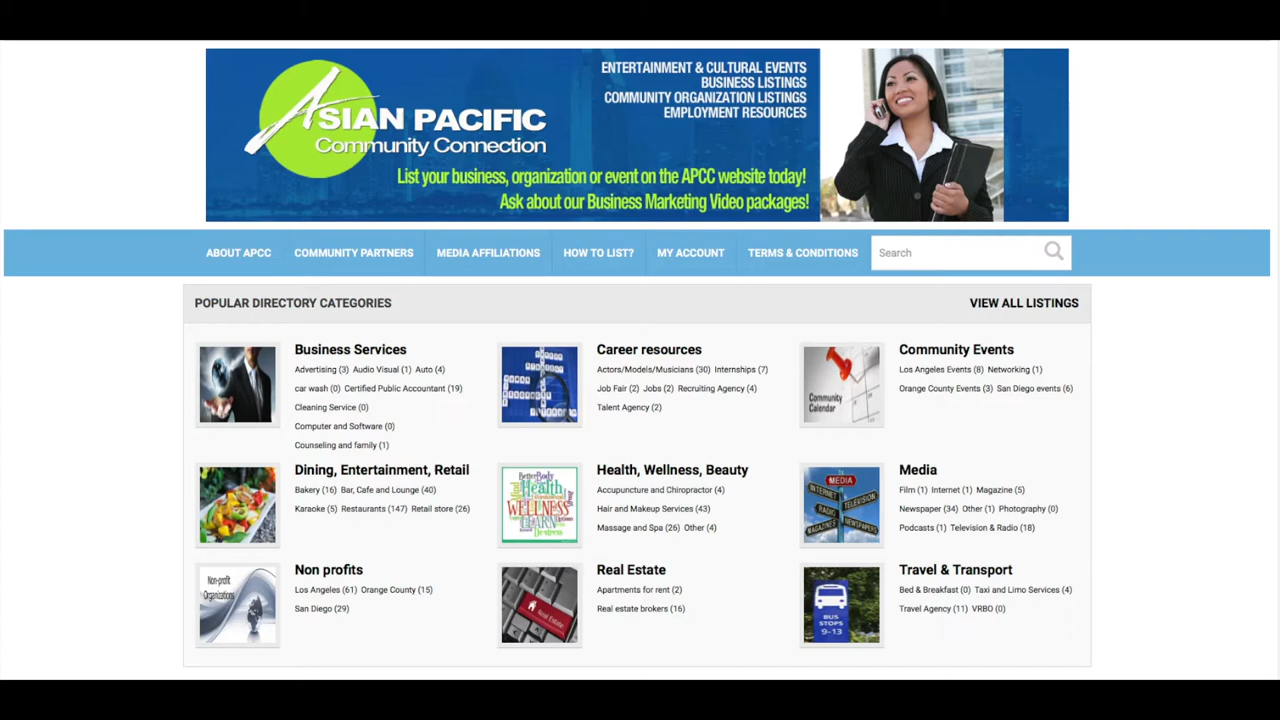 ASIAN PACIFIC
Community Connection
ENTERTAINMENT & CULTURAL EVENTS
BUSINESS LISTINGS
COMMUNITY ORGANIZATION LISTINGS
EMPLOYMENT RESOURCES
List your business, organization or event on the APCC website today!
Ask about our Business Marketing Video packages!
ABOUT APCC COMMUNITY PARTNERS MEDIA AFFILIATIONS HOW TO LIST? MY ACCOUNT TERMS & CONDITIONS Search
POPULAR DIRECTORY CATEGORIES VIEW ALL LISTINGS
Business Services
Advertising (3) Audio Visual (1) Auto (4)
car wash (0) Certified Public Accountant (19)
Cleaning Service (0)
Computer and Software (0)
Counseling and family (1)
Career resources
Actors/Models/Musicians (30) Internships (7)
Job Fair (2) Jobs (2) Recruiting Agency (4)
Talent Agency (2)
Community
Calendar
Community Events
Los Angeles Events (8) Networking (1)
Orange County Events (3) San Diego events (6)
Dining, Entertainment, Retail
Bakery (16) Bar, Cafe and Lounge (40)
Karaoke (5) Restaurants (147) Retail store (26)
Better Body
Health
WELLNESS
LEARN
De-stress
Health, Wellness, Beauty
Accupuncture and Chiropractor (4)
Hair and Makeup Services (43)
Massage and Spa (26) Other (4)
MEDIA
INTERNET
TELEVISION
RADIO
MAGAZINES
NEWSPAPERS
Media
Film (1) Internet (1) Magazine (5)
Newspaper (34) Other (1) Photography (0)
Podcasts (1) Television & Radio (18)
Non-profit
Organizations
Non profits
Los Angeles (61) Orange County (15)
San Diego (29)
Real Estate
Real Estate
Apartments for rent (2)
Real estate brokers (16)
BUS
STOPS
9-13
Travel & Transport
Bed & Breakfast (0) Taxi and Limo Services (4)
Travel Agency (11) VRBO (0)